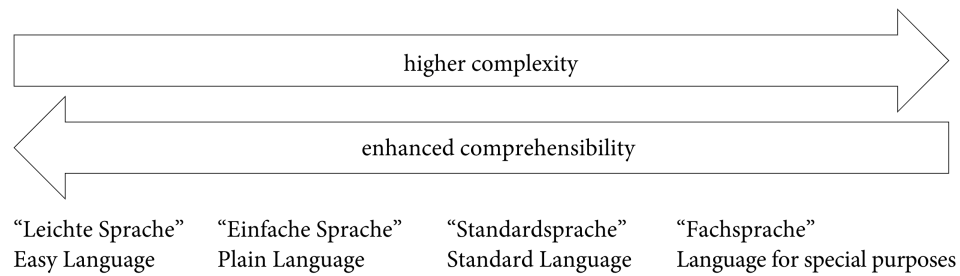 higher complexity
enhanced comprehensibility
“Leichte Sprache” “Einfache Sprache” “Standardsprache” “Fachsprache”
Easy Language Plain Language Standard Language Language for special purposes